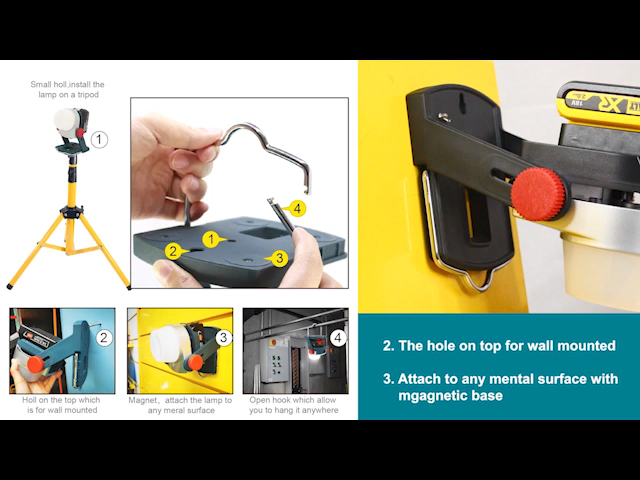 Small holl,install the
lamp on a tripod
1
4
1
2
3
2
3
4
Holl on the top which
is for wall mounted
Magnet, attach the lamp to
any meral surface
Open hook which allow
you to hang it anywhere
XR
18V
2. The hole on top for wall mounted
3. Attach to any mental surface with
mgagnetic base